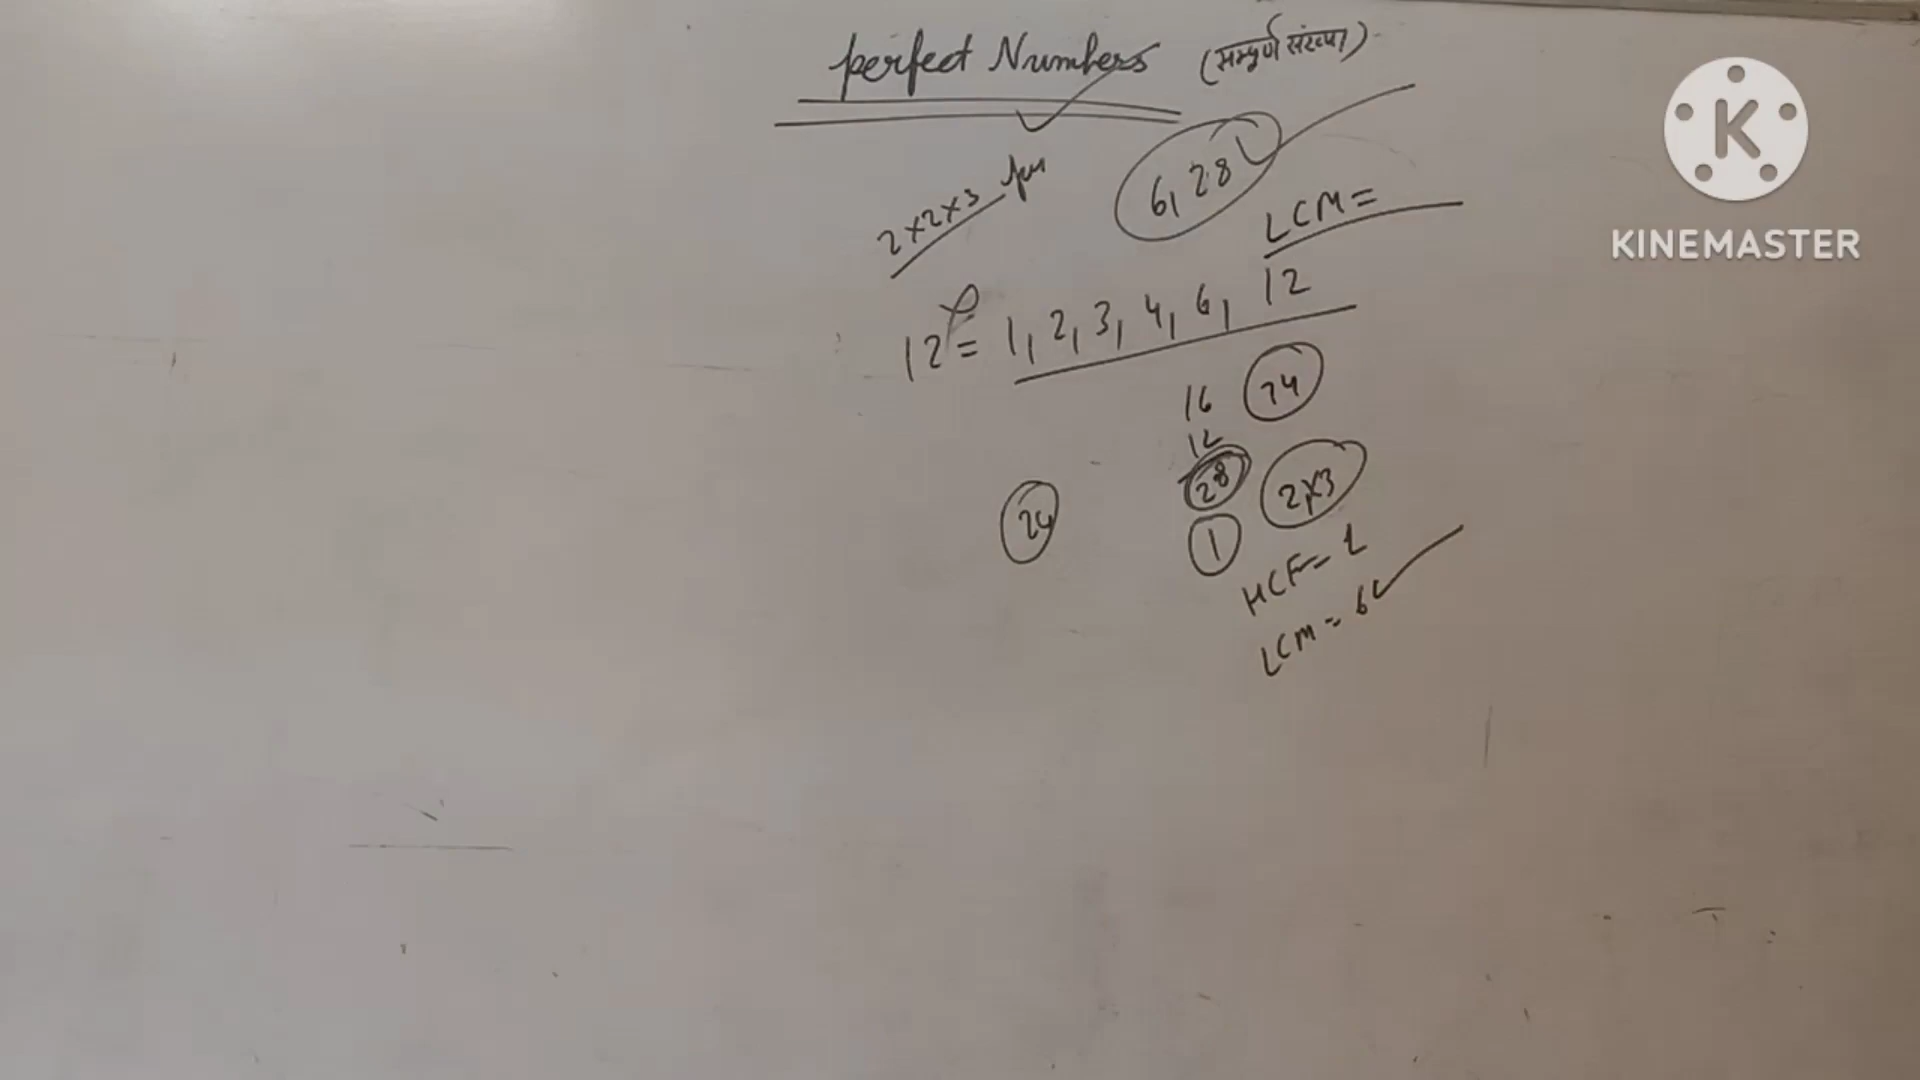 perfect Numbers (सम्पूर्ण संख्या)
K
KINEMASTER
6, 28
2×2×3
LCM =
12 = 1, 2, 3, 4, 6, 12
16
24
12
28
2×3
24
1
HCF = 1
LCM = 6